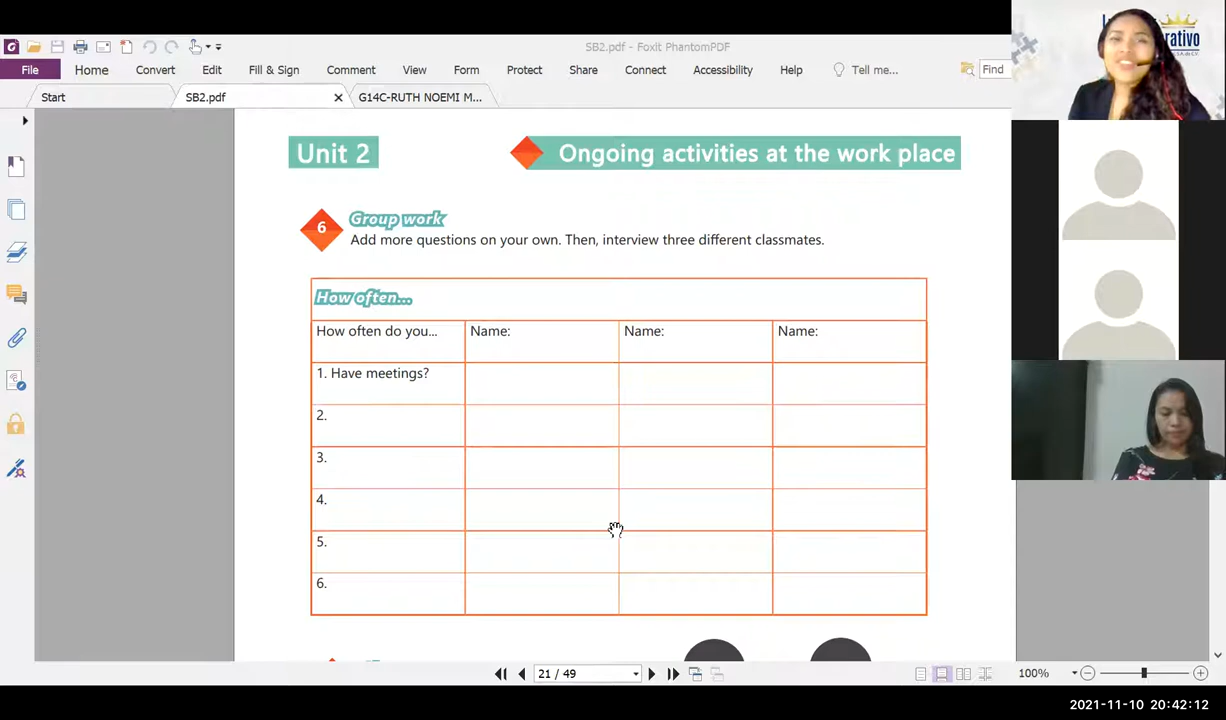 SB2.pdf - Foxit PhantomPDF
File Home Convert Edit Fill & Sign Comment View Form Protect Share Connect Accessibility Help Tell me... Find
Start SB2.pdf G14C-RUTH NOEMI M...
Unit 2
Ongoing activities at the work place
6
Group work
Add more questions on your own. Then, interview three different classmates.
How often...
How often do you... Name: Name: Name:
1. Have meetings?
2.
3.
4.
5.
6.
21 / 49
100%
2021-11-10 20:42:12